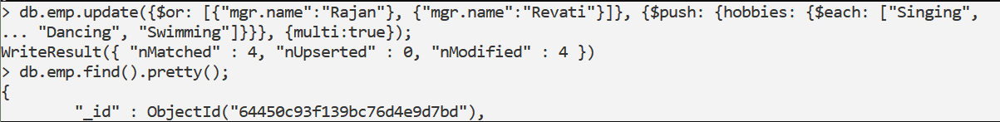 > db.emp.update({$or: [{"mgr.name":"Rajan"}, {"mgr.name":"Revati"}]}, {$push: {hobbies: {$each: ["Singing",
... "Dancing", "Swimming"]}}}, {multi:true});
WriteResult({ "nMatched" : 4, "nUpserted" : 0, "nModified" : 4 })
> db.emp.find().pretty();
{
        "_id" : ObjectId("64450c93f139bc76d4e9d7bd"),